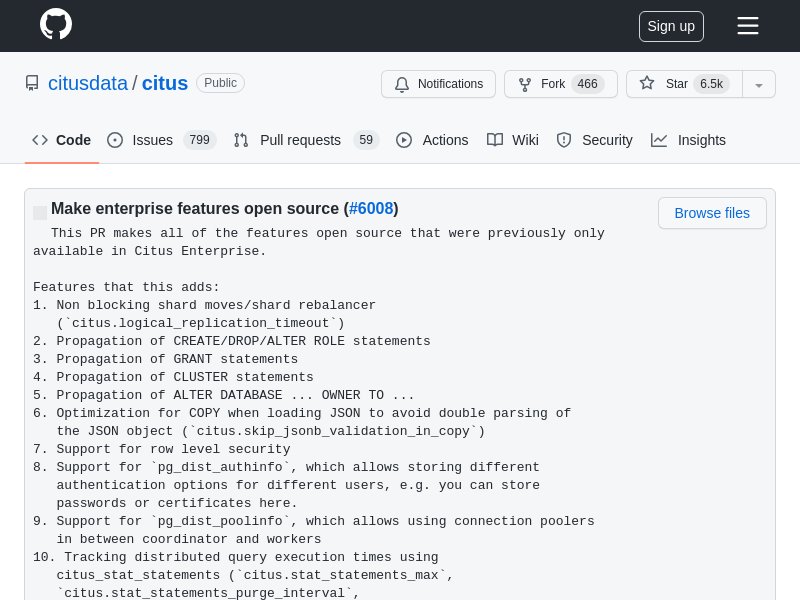 Sign up
citusdata / citus Public
Notifications Fork 466 Star 6.5k
Code Issues 799 Pull requests 59 Actions Wiki Security Insights
Make enterprise features open source (#6008)
Browse files
This PR makes all of the features open source that were previously only
available in Citus Enterprise.
Features that this adds:
1. Non blocking shard moves/shard rebalancer
(`citus.logical_replication_timeout`)
2. Propagation of CREATE/DROP/ALTER ROLE statements
3. Propagation of GRANT statements
4. Propagation of CLUSTER statements
5. Propagation of ALTER DATABASE ... OWNER TO ...
6. Optimization for COPY when loading JSON to avoid double parsing of
the JSON object (`citus.skip_jsonb_validation_in_copy`)
7. Support for row level security
8. Support for `pg_dist_authinfo`, which allows storing different
authentication options for different users, e.g. you can store
passwords or certificates here.
9. Support for `pg_dist_poolinfo`, which allows using connection poolers
in between coordinator and workers
10. Tracking distributed query execution times using
citus_stat_statements (`citus.stat_statements_max`,
`citus.stat_statements_purge_interval`,